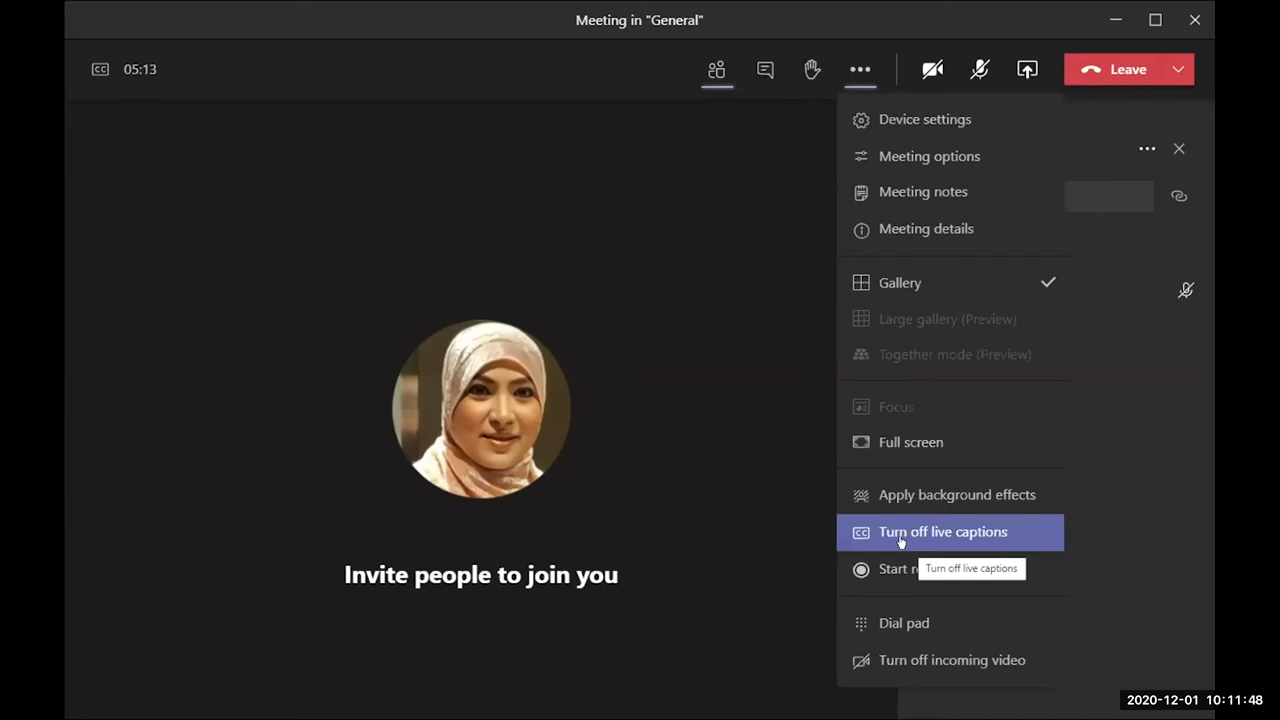 Meeting in "General"
CC 05:13
Leave
Device settings
Meeting options
Meeting notes
Meeting details
Gallery
Large gallery (Preview)
Together mode (Preview)
Focus
Full screen
Apply background effects
CC Turn off live captions
Start r
Turn off live captions
Dial pad
Turn off incoming video
Invite people to join you
2020-12-01 10:11:48